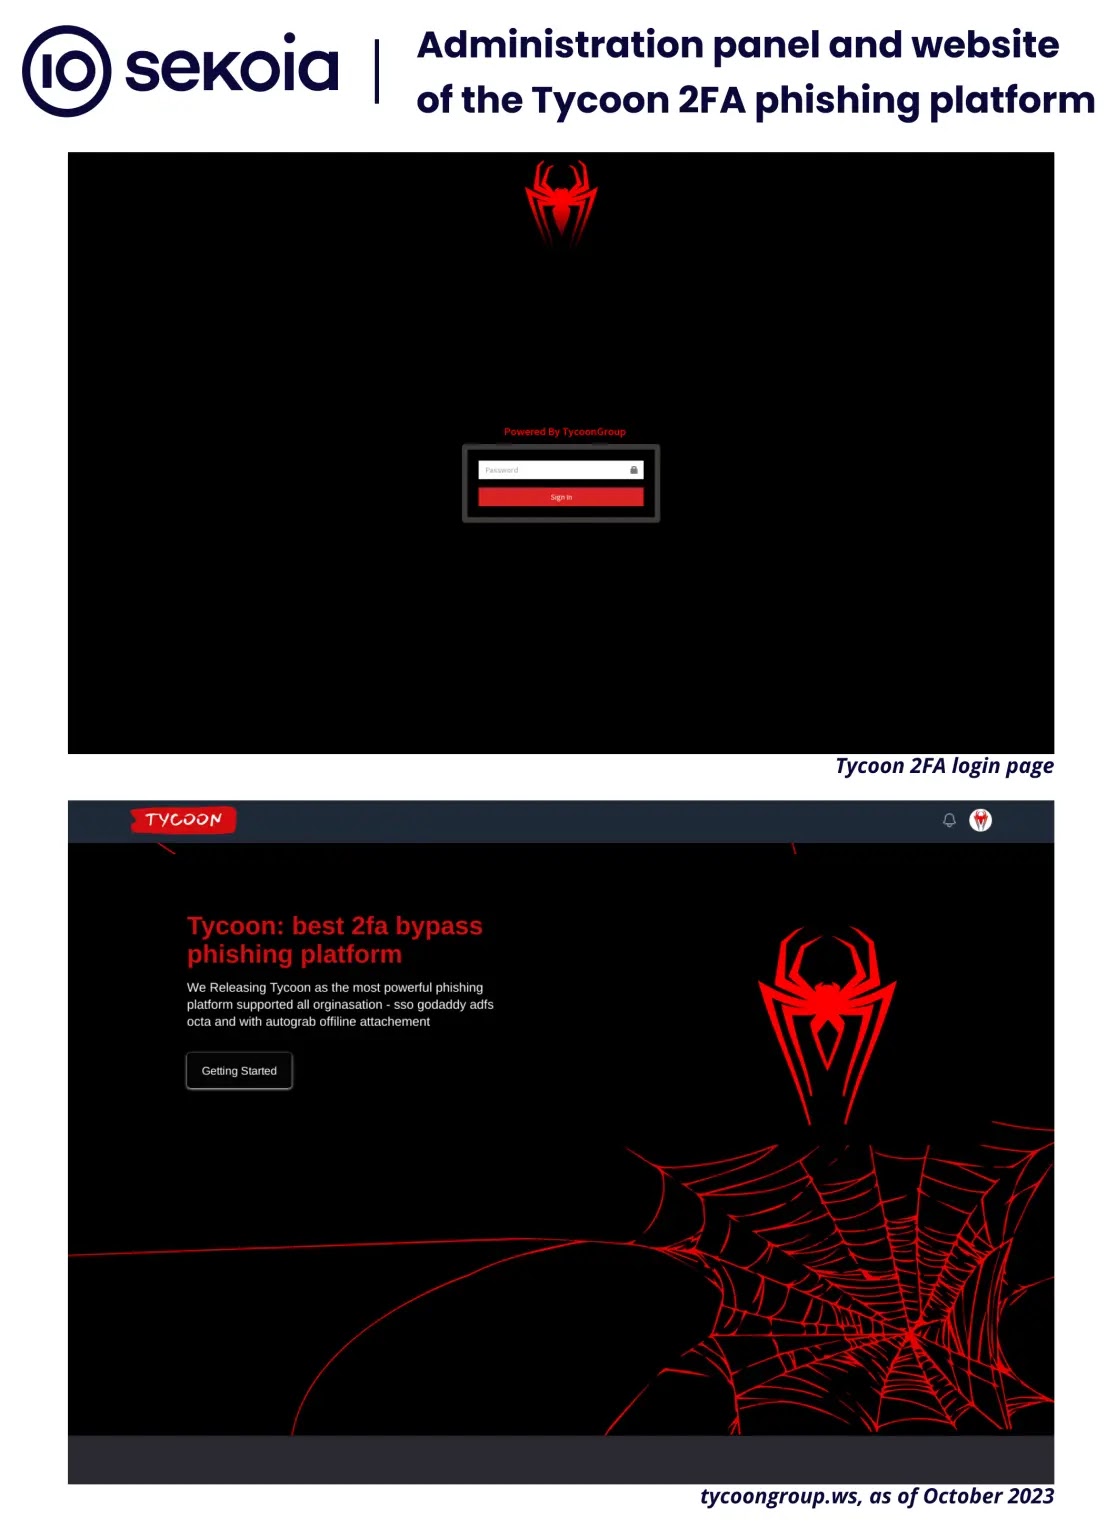 IO sekoia
Administration panel and website
of the Tycoon 2FA phishing platform
Powered By TycoonGroup
Password
Sign In
Tycoon 2FA login page
TYCOON
Tycoon: best 2fa bypass
phishing platform
We Releasing Tycoon as the most powerful phishing
platform supported all orginasation - sso godaddy adfs
octa and with autograb offiline attachement
Getting Started
tycoongroup.ws, as of October 2023